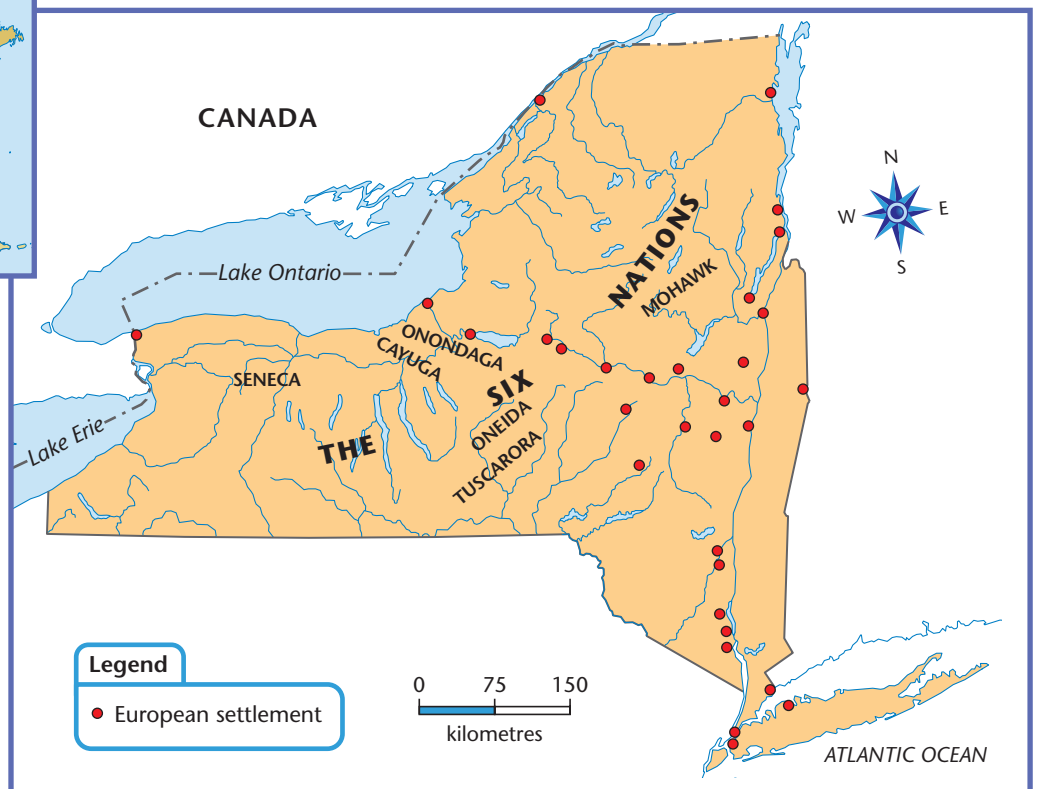 CANADA
N
W
E
S
NATIONS
MOHAWK
Lake Ontario
ONONDAGA
CAYUGA
SENECA
SIX
ONEIDA
THE
TUSCARORA
Lake Erie
Legend
European settlement
0 75 150
kilometres
ATLANTIC OCEAN